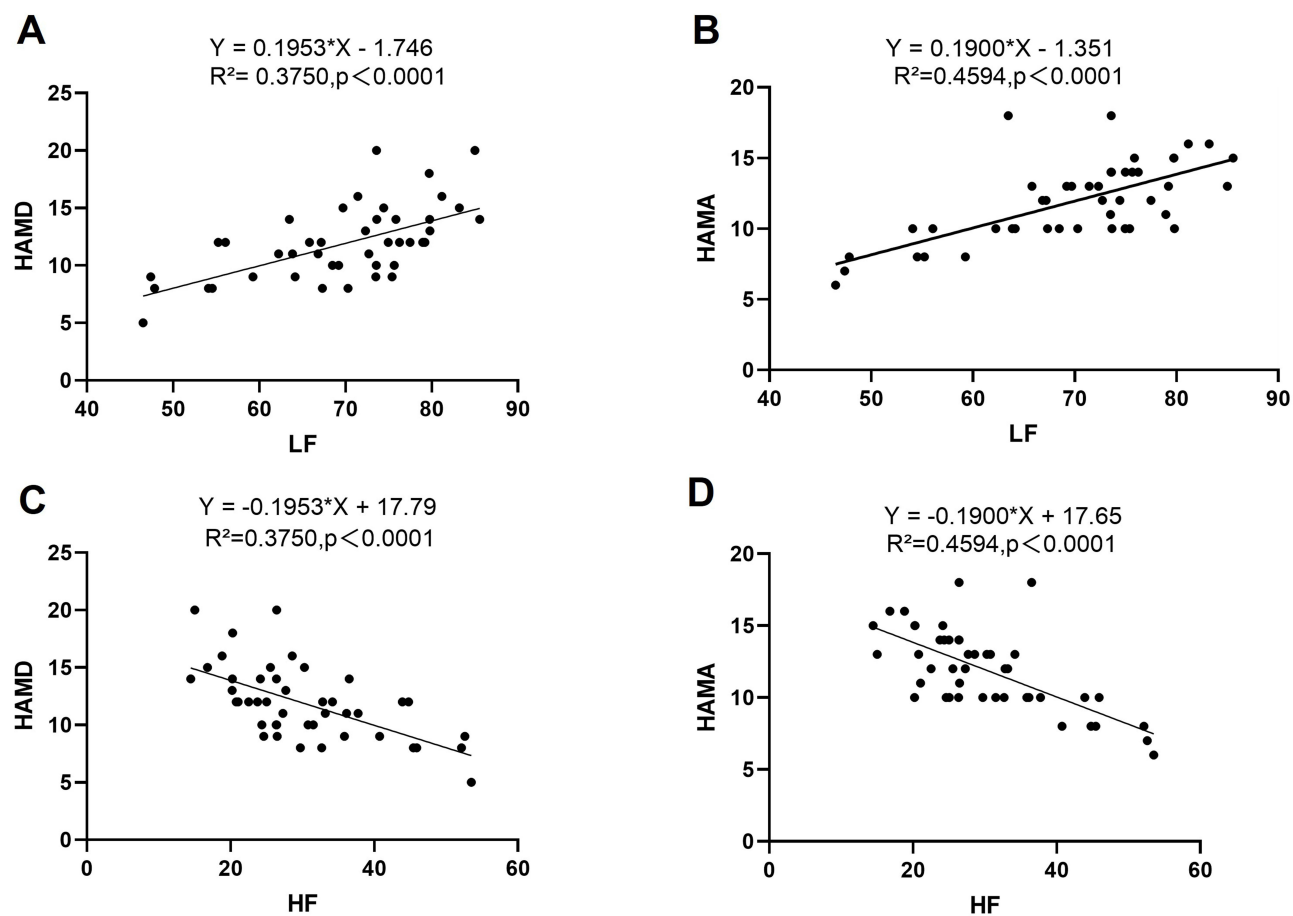 A
Y = 0.1953*X - 1.746
R²= 0.3750,p＜0.0001
25
20
15
10
5
0
HAMD
40 50 60 70 80 90
LF
B
Y = 0.1900*X - 1.351
R²=0.4594,p＜0.0001
20
15
10
5
0
HAMA
40 50 60 70 80 90
LF
C
Y = -0.1953*X + 17.79
R²=0.3750,p＜0.0001
25
20
15
10
5
0
HAMD
0 20 40 60
HF
D
Y = -0.1900*X + 17.65
R²=0.4594,p＜0.0001
20
15
10
5
0
HAMA
0 20 40 60
HF